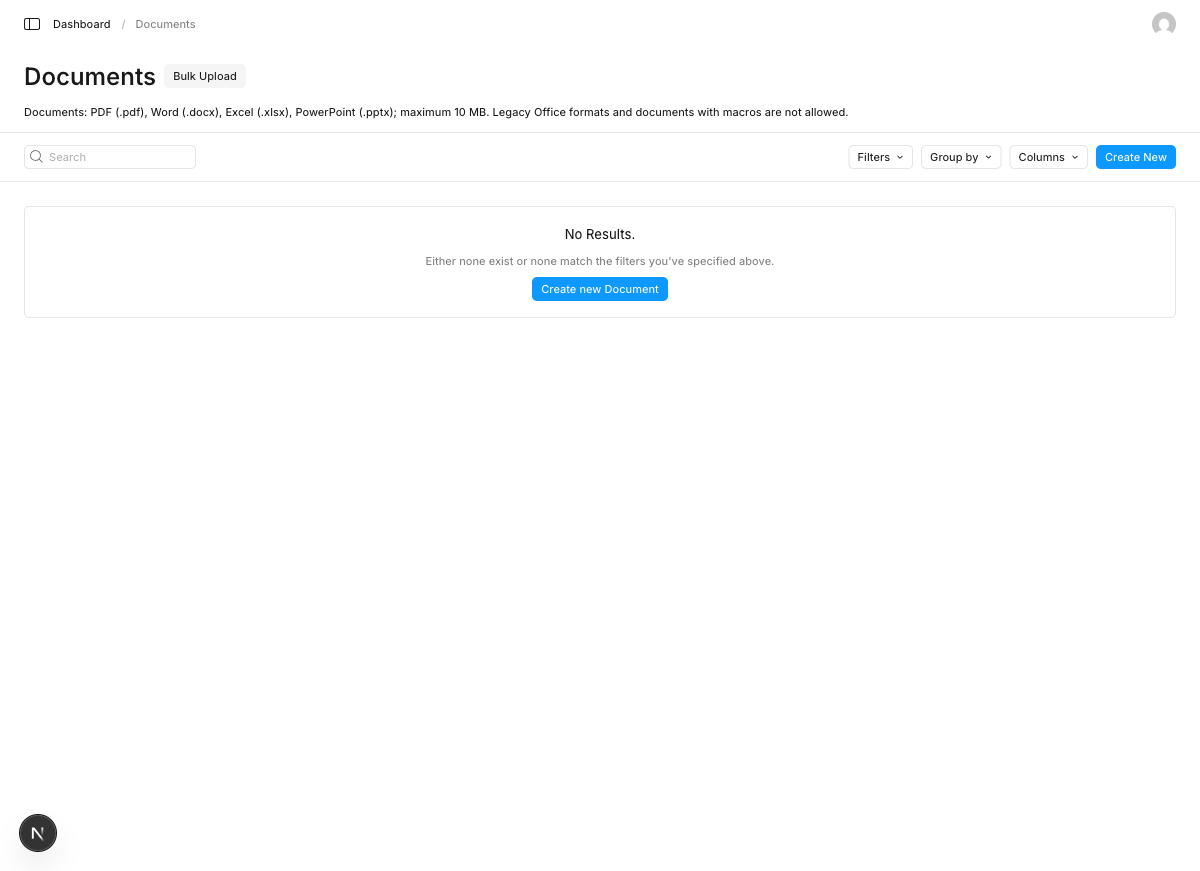 Dashboard / Documents
Documents Bulk Upload
Documents: PDF (.pdf), Word (.docx), Excel (.xlsx), PowerPoint (.pptx); maximum 10 MB. Legacy Office formats and documents with macros are not allowed.
Search Filters Group by Columns Create New
No Results.
Either none exist or none match the filters you've specified above.
Create new Document
N